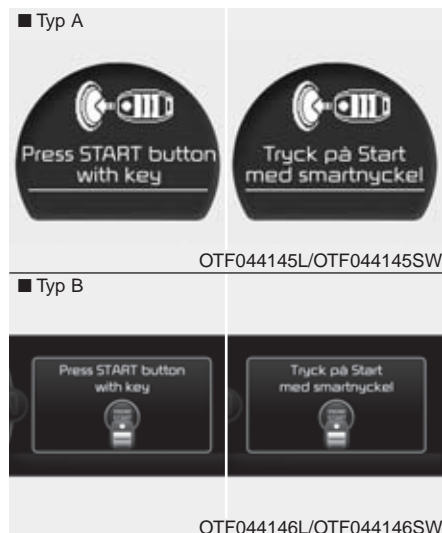 ■ Typ A
Press START button
with key
Tryck på Start
med smartnyckel
OTF044145L/OTF044145SW
■ Typ B
Press START button
with key
Tryck på Start
med smartnyckel
OTF044146L/OTF044146SW